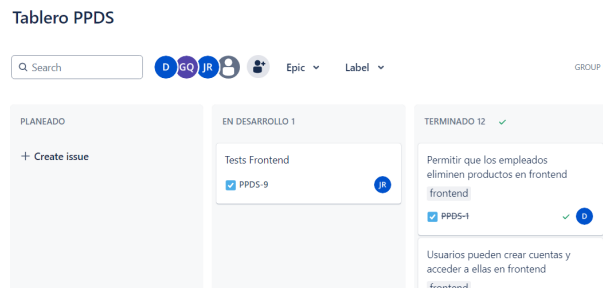 Tablero PPDS
Search
D GQ JR
Epic
Label
GROUP
PLANEADO
+ Create issue
EN DESARROLLO 1
Tests Frontend
PPDS-9
JR
TERMINADO 12
Permitir que los empleados
eliminen productos en frontend
frontend
PPDS-1
D
Usuarios pueden crear cuentas y
acceder a ellas en frontend
frontend